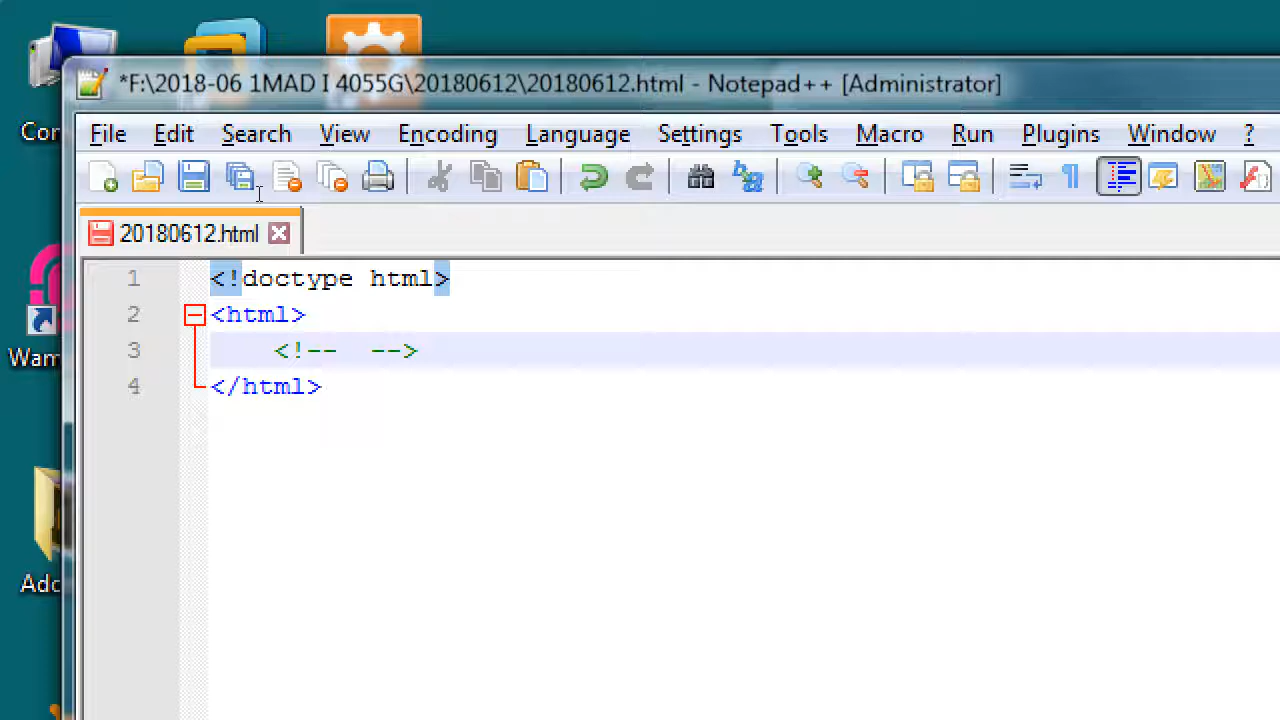 *F:\2018-06 1MAD I 4055G\20180612\20180612.html - Notepad++ [Administrator]
File Edit Search View Encoding Language Settings Tools Macro Run Plugins Window ?
20180612.html
1 <!doctype html>
2 <html>
3 <!-- -->
4 </html>
Con
Wam
Ado